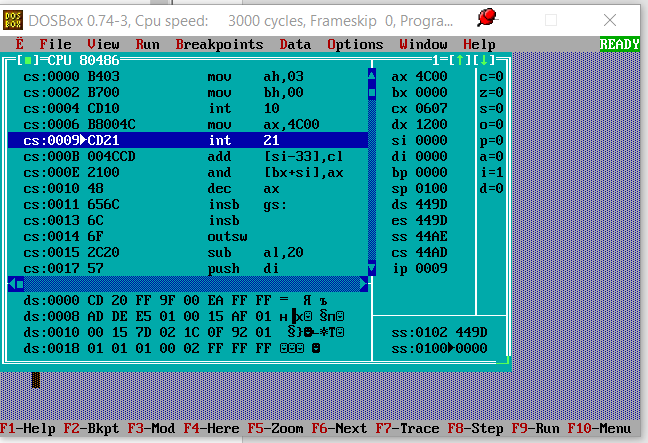 DOSBox 0.74-3, Cpu speed: 3000 cycles, Frameskip 0, Progra...
Ë File View Run Breakpoints Data Options Window Help READY
[■]=CPU 80486 1=[↑][↓]
cs:0000 B403 mov ah,03 ax 4C00 c=0
cs:0002 B700 mov bh,00 bx 0000 z=0
cs:0004 CD10 int 10 cx 0607 s=0
cs:0006 B8004C mov ax,4C00 dx 1200 o=0
cs:0009►CD21 int 21 si 0000 p=0
cs:000B 004CCD add [si-33],cl di 0000 a=0
cs:000E 2100 and [bx+si],ax bp 0000 i=1
cs:0010 48 dec ax sp 0100 d=0
cs:0011 656C insb gs: ds 449D
cs:0013 6C insb es 449D
cs:0014 6F outsw ss 44AE
cs:0015 2C20 sub al,20 cs 44AD
cs:0017 57 push di ip 0009
ds:0000 CD 20 FF 9F 00 EA FF FF = Я ъ
ds:0008 AD DE E5 01 00 15 AF 01
ds:0010 00 15 7D 02 1C 0F 92 01 ss:0102 449D
ds:0018 01 01 01 00 02 FF FF FF ss:0100►0000
F1-Help F2-Bkpt F3-Mod F4-Here F5-Zoom F6-Next F7-Trace F8-Step F9-Run F10-Menu